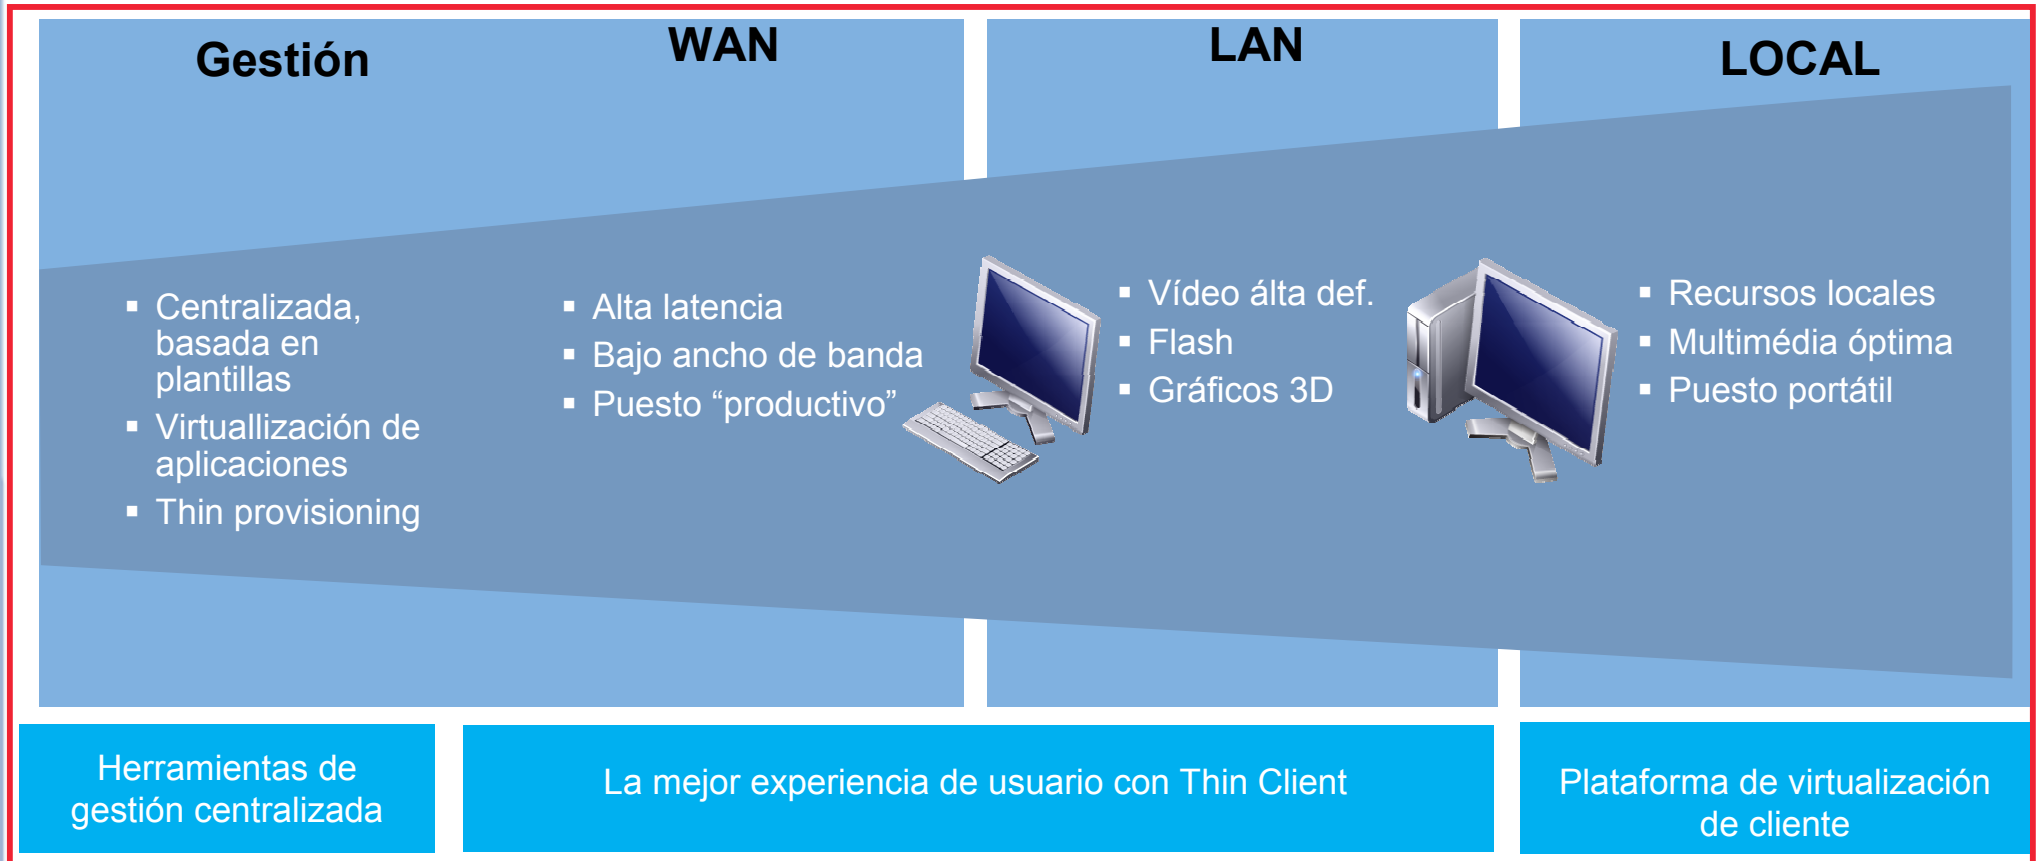 Gestión
WAN
LAN
LOCAL
▪ Centralizada,
basada en
plantillas
▪ Virtuallización de
aplicaciones
▪ Thin provisioning
▪ Alta latencia
▪ Bajo ancho de banda
▪ Puesto “productivo”
▪ Vídeo álta def.
▪ Flash
▪ Gráficos 3D
▪ Recursos locales
▪ Multimédia óptima
▪ Puesto portátil
Herramientas de
gestión centralizada
La mejor experiencia de usuario con Thin Client
Plataforma de virtualización
de cliente